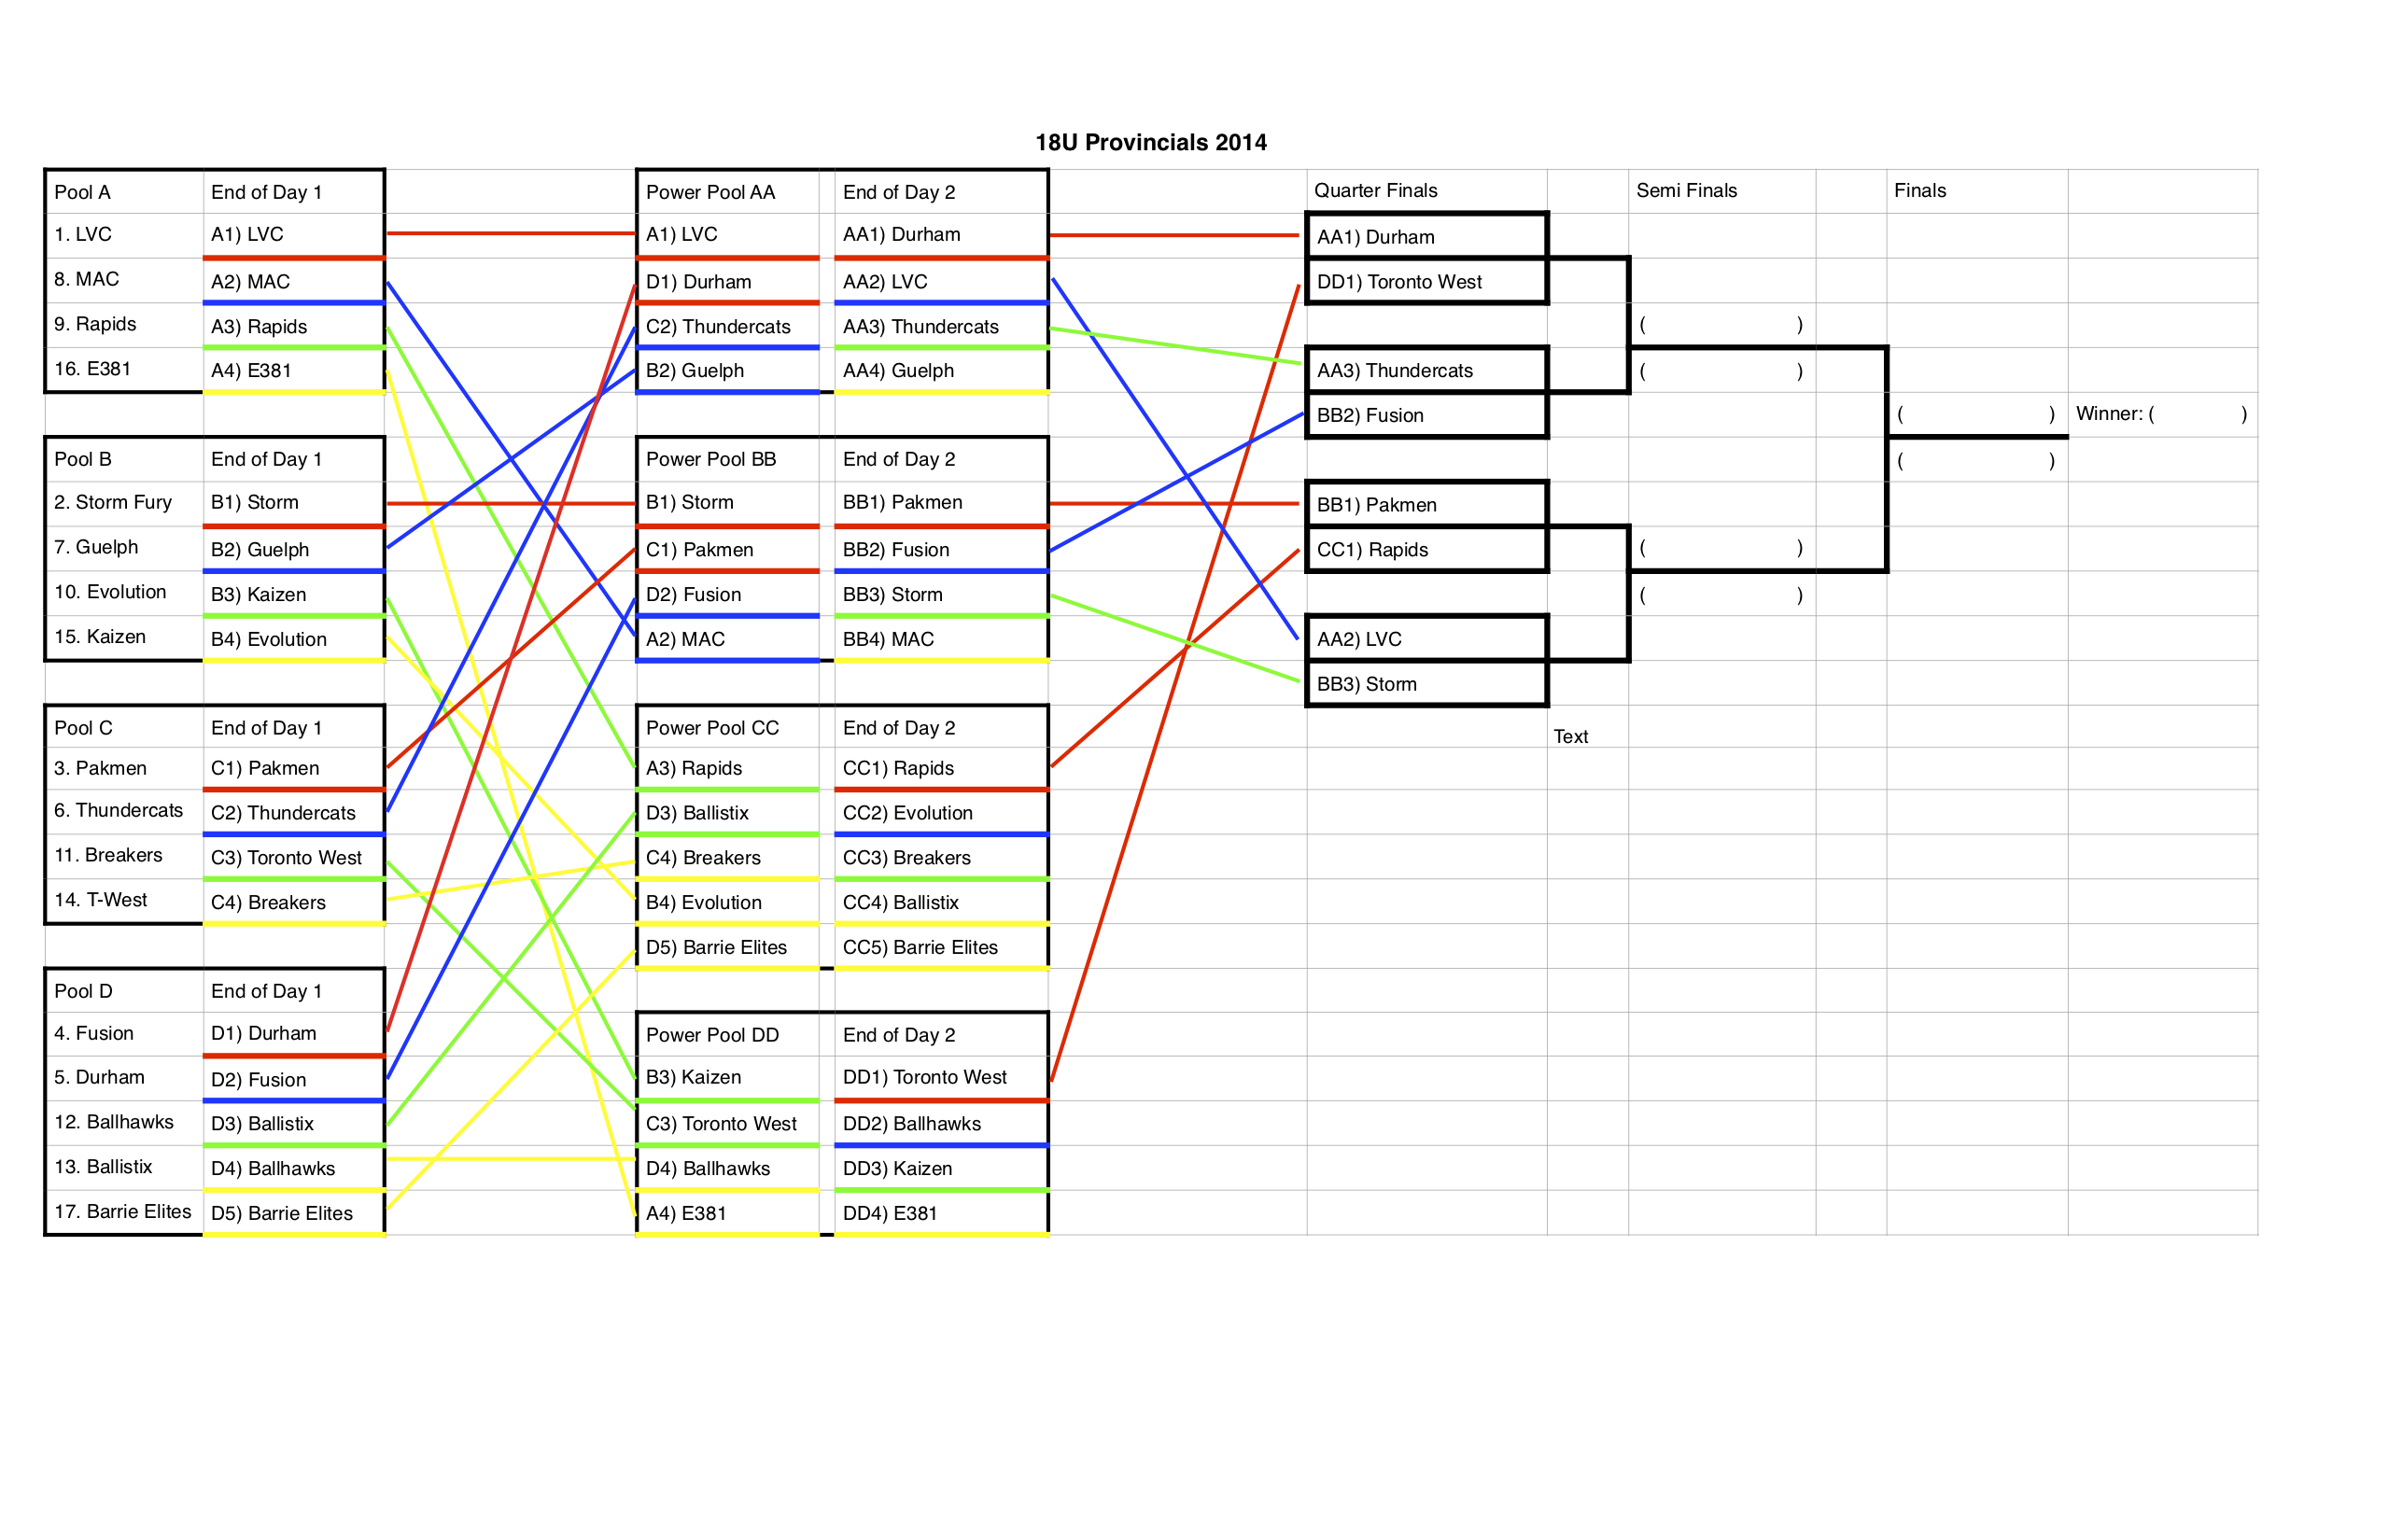 18U Provincials 2014
Pool A End of Day 1 Power Pool AA End of Day 2 Quarter Finals Semi Finals Finals
1. LVC A1) LVC A1) LVC AA1) Durham AA1) Durham
8. MAC A2) MAC D1) Durham AA2) LVC DD1) Toronto West
9. Rapids A3) Rapids C2) Thundercats AA3) Thundercats ( )
16. E381 A4) E381 B2) Guelph AA4) Guelph AA3) Thundercats ( )
BB2) Fusion ( ) Winner: ( )
Pool B End of Day 1 Power Pool BB End of Day 2 ( )
2. Storm Fury B1) Storm B1) Storm BB1) Pakmen BB1) Pakmen
7. Guelph B2) Guelph C1) Pakmen BB2) Fusion CC1) Rapids ( )
10. Evolution B3) Kaizen D2) Fusion BB3) Storm ( )
15. Kaizen B4) Evolution A2) MAC BB4) MAC AA2) LVC
BB3) Storm
Pool C End of Day 1 Power Pool CC End of Day 2 Text
3. Pakmen C1) Pakmen A3) Rapids CC1) Rapids
6. Thundercats C2) Thundercats D3) Ballistix CC2) Evolution
11. Breakers C3) Toronto West C4) Breakers CC3) Breakers
14. T-West C4) Breakers B4) Evolution CC4) Ballistix
D5) Barrie Elites CC5) Barrie Elites
Pool D End of Day 1
4. Fusion D1) Durham Power Pool DD End of Day 2
5. Durham D2) Fusion B3) Kaizen DD1) Toronto West
12. Ballhawks D3) Ballistix C3) Toronto West DD2) Ballhawks
13. Ballistix D4) Ballhawks D4) Ballhawks DD3) Kaizen
17. Barrie Elites D5) Barrie Elites A4) E381 DD4) E381